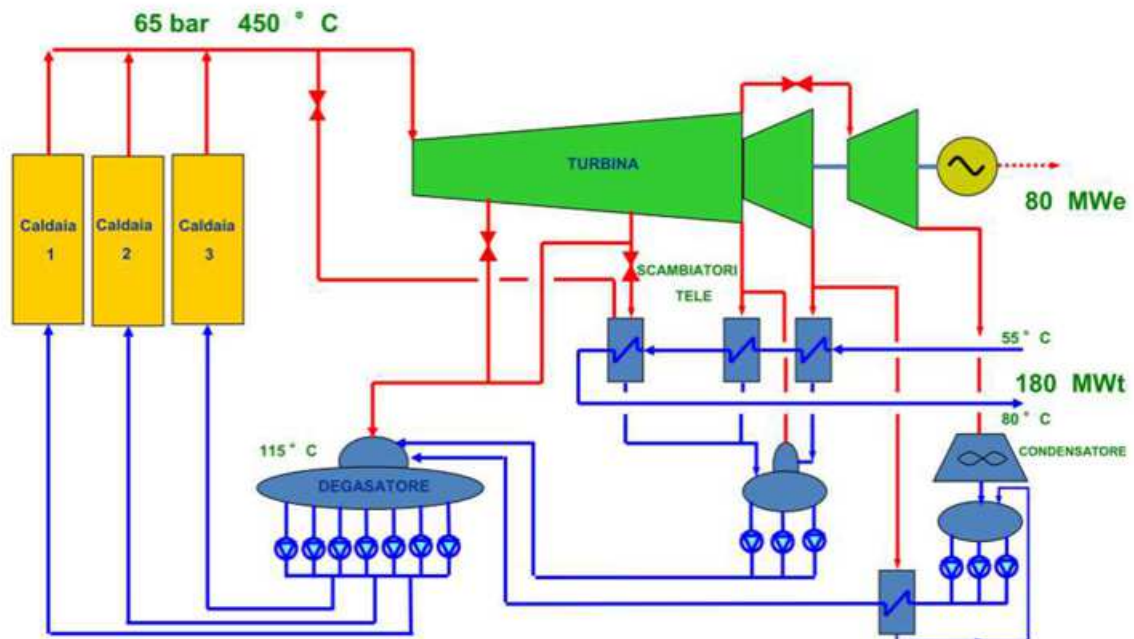 65 bar 450 ° C
Caldaia
1
Caldaia
2
Caldaia
3
TURBINA
80 MWe
SCAMBIATORI
TELE
55° C
180 MWt
80° C
115° C
CONDENSATORE
DEGASATORE